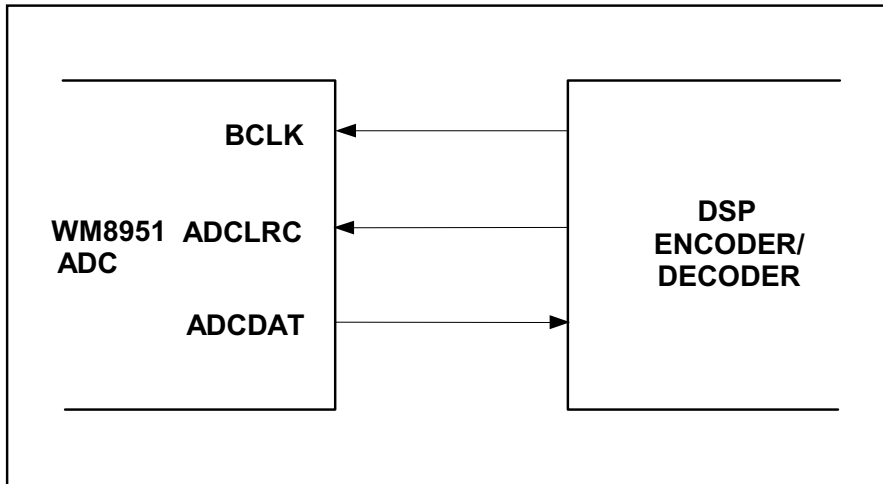 BCLK
WM8951 ADCLRC
ADC
ADCDAT
DSP
ENCODER/
DECODER